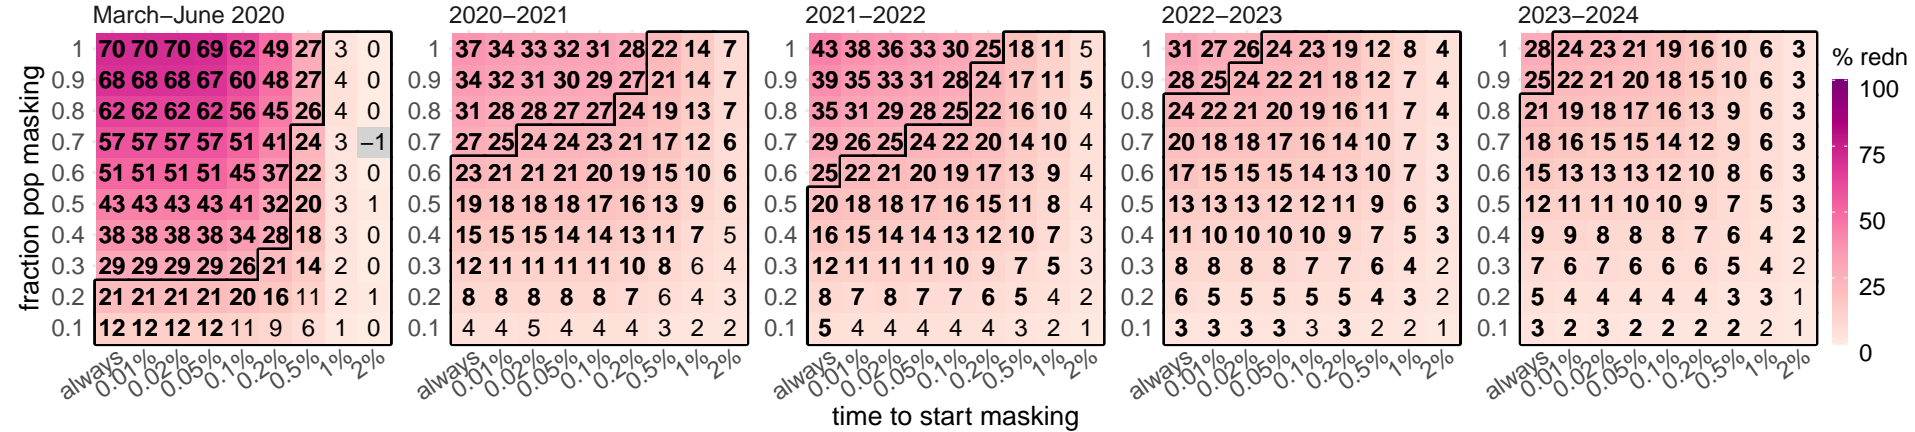 March−June 2020 2020−2021 2021−2022 2022−2023 2023−2024
1 70 70 70 69 62 49 27 3 0 1 37 34 33 32 31 28 22 14 7 1 43 38 36 33 30 25 18 11 5 1 31 27 26 24 23 19 12 8 4 1 28 24 23 21 19 16 10 6 3
0.9 68 68 68 67 60 48 27 4 0 0.9 34 32 31 30 29 27 21 14 7 0.9 39 35 33 31 28 24 17 11 5 0.9 28 25 24 22 21 18 12 7 4 0.9 25 22 21 20 18 15 10 6 3
0.8 62 62 62 62 56 45 26 4 0 0.8 31 28 28 27 27 24 19 13 7 0.8 35 31 29 28 25 22 16 10 4 0.8 24 22 21 20 19 16 11 7 4 0.8 21 19 18 17 16 13 9 6 3
0.7 57 57 57 57 51 41 24 3 −1 0.7 27 25 24 24 23 21 17 12 6 0.7 29 26 25 24 22 20 14 10 4 0.7 20 18 18 17 16 14 10 7 3 0.7 18 16 15 15 14 12 9 6 3
0.6 51 51 51 51 45 37 22 3 0 0.6 23 21 21 21 20 19 15 10 6 0.6 25 22 21 20 19 17 13 9 4 0.6 17 15 15 15 14 13 10 7 3 0.6 15 13 13 13 12 10 8 6 3
0.5 43 43 43 43 41 32 20 3 1 0.5 19 18 18 18 17 16 13 9 6 0.5 20 18 18 17 16 15 11 8 4 0.5 13 13 13 12 12 11 9 6 3 0.5 12 11 11 10 10 9 7 5 3
0.4 38 38 38 38 34 28 18 3 0 0.4 15 15 15 14 14 13 11 7 5 0.4 16 15 14 14 13 12 10 7 3 0.4 11 10 10 10 10 9 7 5 3 0.4 9 9 8 8 8 7 6 4 2
0.3 29 29 29 29 26 21 14 2 0 0.3 12 11 11 11 11 10 8 6 4 0.3 12 11 11 11 10 9 7 5 3 0.3 8 8 8 8 7 7 6 4 2 0.3 7 6 7 6 6 6 5 4 2
0.2 21 21 21 21 20 16 11 2 1 0.2 8 8 8 8 8 7 6 4 3 0.2 8 7 8 7 7 6 5 4 2 0.2 6 5 5 5 5 5 4 3 2 0.2 5 4 4 4 4 4 3 3 1
0.1 12 12 12 12 11 9 6 1 0 0.1 4 4 5 4 4 4 3 2 2 0.1 5 4 4 4 4 4 3 2 1 0.1 3 3 3 3 3 3 2 2 1 0.1 3 2 3 2 2 2 2 2 1
always 0.01% 0.02% 0.05% 0.1% 0.2% 0.5% 1% 2% always 0.01% 0.02% 0.05% 0.1% 0.2% 0.5% 1% 2% always 0.01% 0.02% 0.05% 0.1% 0.2% 0.5% 1% 2% always 0.01% 0.02% 0.05% 0.1% 0.2% 0.5% 1% 2% always 0.01% 0.02% 0.05% 0.1% 0.2% 0.5% 1% 2%
time to start masking
fraction pop masking
% redn
100
75
50
25
0